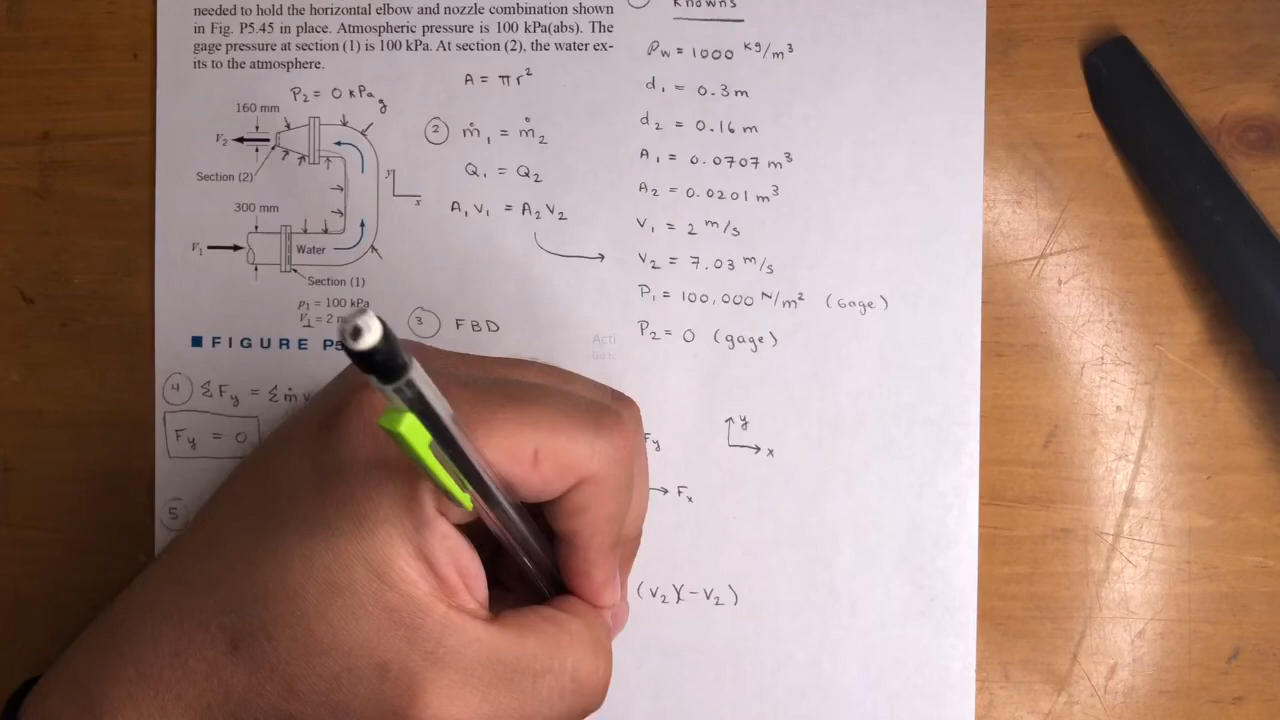 needed to hold the horizontal elbow and nozzle combination shown
in Fig. P5.45 in place. Atmospheric pressure is 100 kPa(abs). The
gage pressure at section (1) is 100 kPa. At section (2), the water ex-
its to the atmosphere.
A = πr²
P₂ = 0 kPag
160 mm
V₂
Section (2)
300 mm
V₁
Water
Section (1)
p₁ = 100 kPa
V₁ = 2 m
y
x
■ FIGURE P5
② ṁ₁ = ṁ₂
Q₁ = Q₂
A₁V₁ = A₂V₂
③ FBD
Knowns
ρw = 1000 kg/m³
d₁ = 0.3 m
d₂ = 0.16 m
A₁ = 0.0707 m³
A₂ = 0.0201 m³
V₁ = 2 m/s
V₂ = 7.03 m/s
P₁ = 100,000 N/m² (Gage)
P₂ = 0 (gage)
Acti
④ ΣFy = Σṁv
Fy = 0
⑤
Fy
Fx
y
x
(V₂)(-V₂)